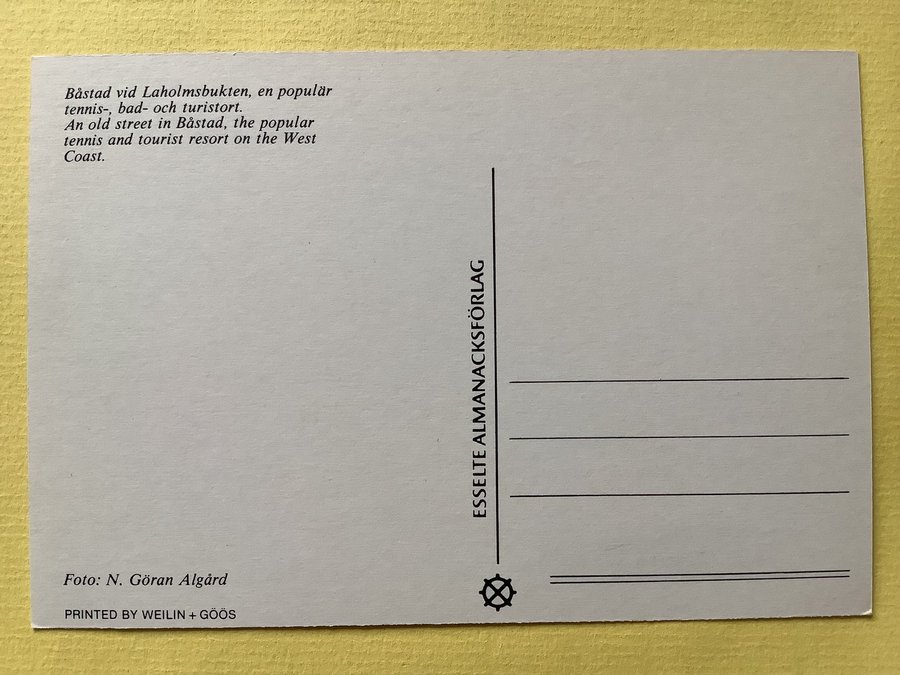 Båstad vid Laholmsbukten, en populär
tennis-, bad- och turistort.
An old street in Båstad, the popular
tennis and tourist resort on the West
Coast.
ESSELTE ALMANACKSFÖRLAG
Foto: N. Göran Algård
PRINTED BY WEILIN + GÖÖS